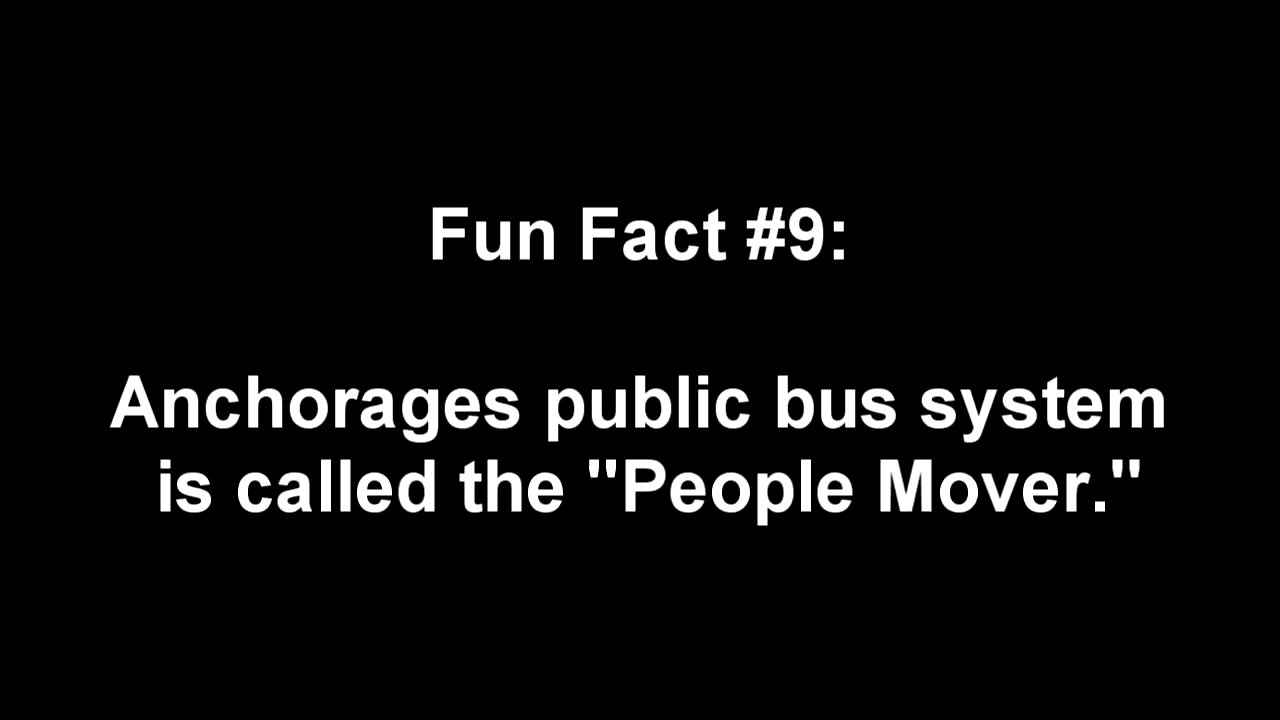 Fun Fact #9:
Anchorages public bus system
is called the "People Mover."